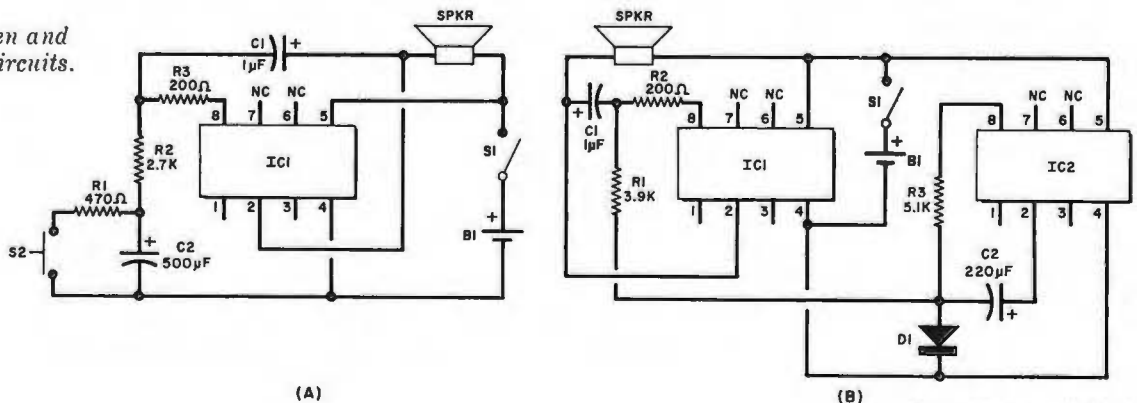 en and
ircuits.
SPKR
C1
+
1µF
R3
200Ω
NC
NC
8
7
6
5
R2
2.7K
IC1
S1
R1
470Ω
1
2
3
4
+
B1
S2
+
C2
500µF
(A)
SPKR
R2
200Ω
NC
NC
S1
NC
NC
+
C1
1µF
8
7
6
5
+
B1
8
7
6
5
IC1
IC2
R1
3.9K
R3
5.1K
1
2
3
4
1
2
3
4
C2
220µF
+
D1
(B)